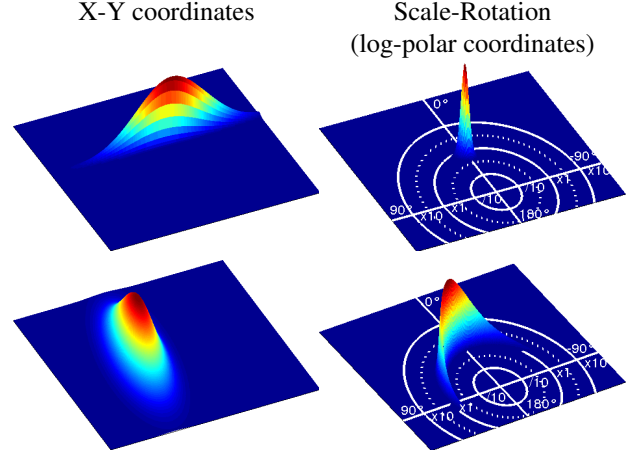 X-Y coordinates
Scale-Rotation
(log-polar coordinates)
0°
-90°
x10
x1
/10
/10
x1
x10
90°
180°
0°
-90°
x10
x1
/10
/10
x1
x10
90°
180°